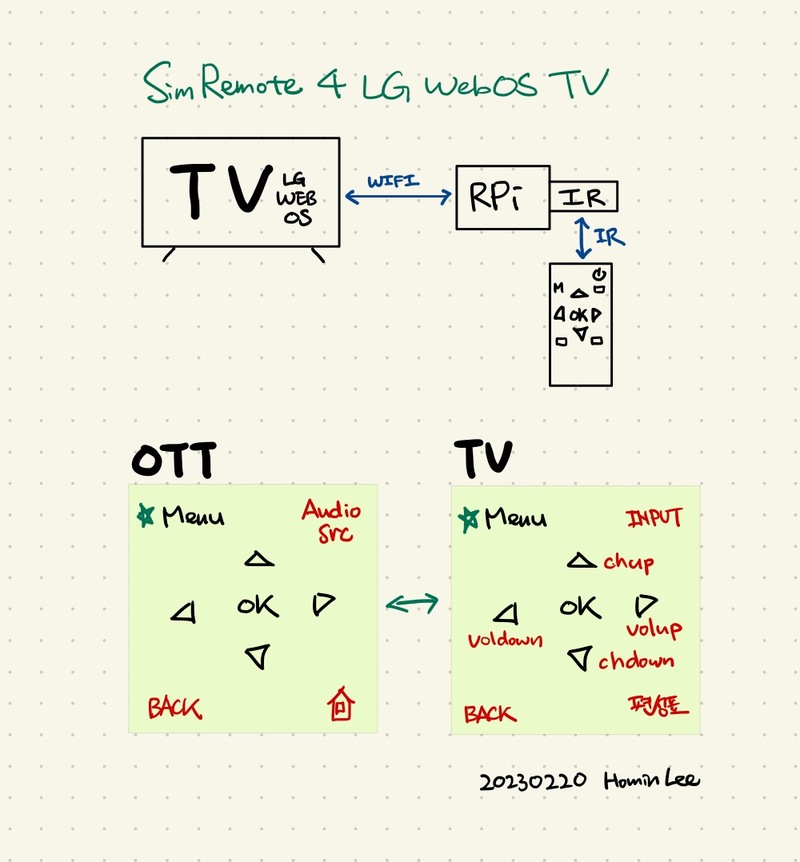 SimRemote 4 LG WebOS TV
TV
LG
WEB
OS
WIFI
RPi
IR
IR
M
OK
OTT
Menu
Audio
Src
OK
BACK
TV
Menu
INPUT
chup
OK
voldown
volup
chdown
BACK
편성표
20230220 Homin Lee